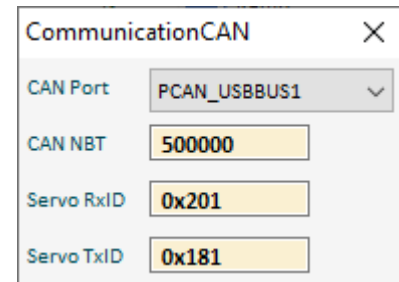 CommunicationCAN
CAN Port PCAN_USBBUS1
CAN NBT 500000
Servo RxID 0x201
Servo TxID 0x181